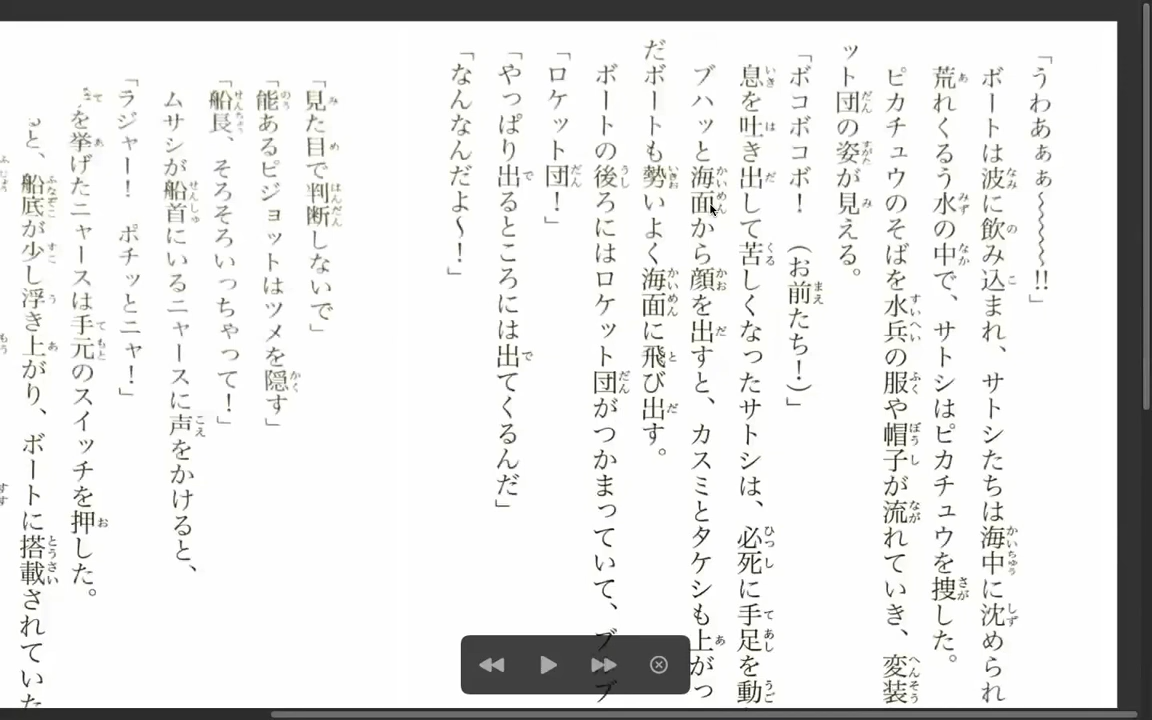 「うわあぁぁ〜〜〜〜!!」
ボートは波に飲み込まれ、サトシたちは海中に沈められ
荒れくるう水の中で、サトシはピカチュウを捜した。
ピカチュウのそばを水兵の服や帽子が流れていき、変装
ット団の姿が見える。
「ボコボコボ！（お前たち！）」
息を吐き出して苦しくなったサトシは、必死に手足を動
ブハッと海面から顔を出すと、カスミとタケシも上がっ
だボートも勢いよく海面に飛び出す。
ボートの後ろにはロケット団がつかまっていて、ブルブ
「ロケット団！」
「やっぱり出るところには出てくるんだ」
「なんなんだよ〜！」
「見た目で判断しないで」
「能あるピジョットはツメを隠す」
「船長、そろそろいっちゃって！」
ムサシが船首にいるニャースに声をかけると、
「ラジャー！　ポチッとニャ！」
を挙げたニャースは手元のスイッチを押した。
と、船底が少し浮き上がり、ボートに搭載されていた